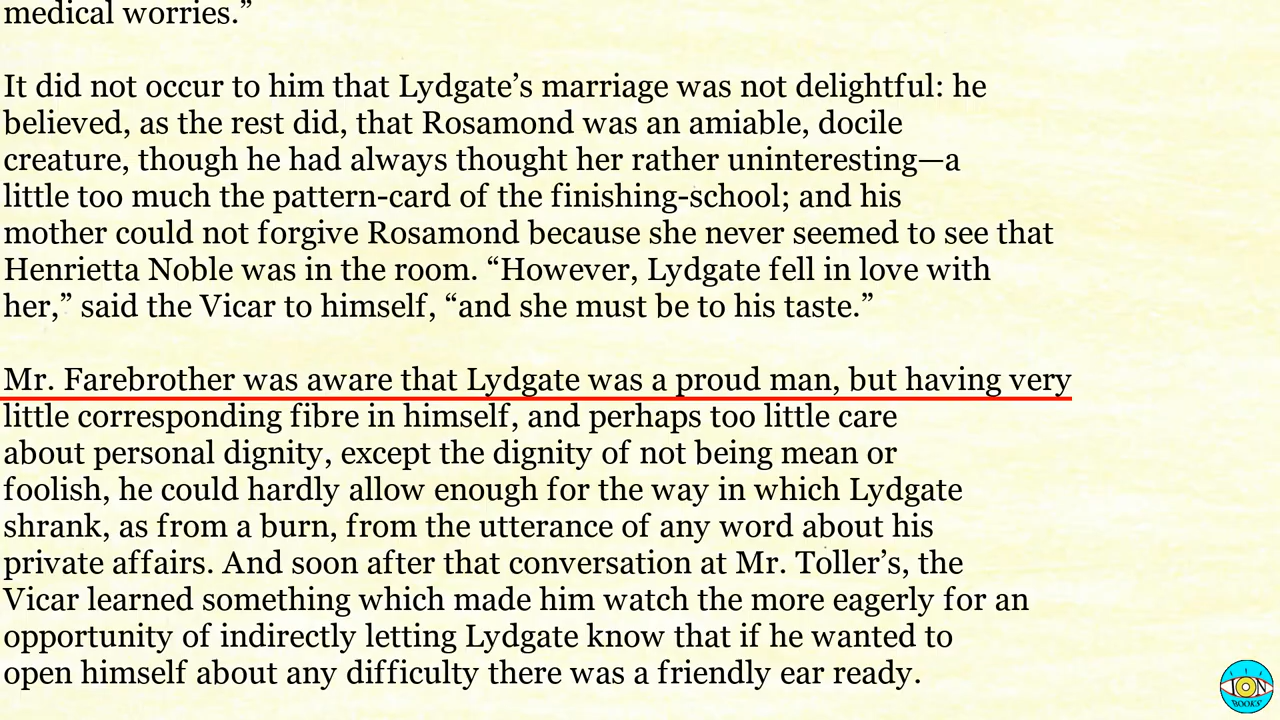 medical worries.”
It did not occur to him that Lydgate’s marriage was not delightful: he
believed, as the rest did, that Rosamond was an amiable, docile
creature, though he had always thought her rather uninteresting—a
little too much the pattern-card of the finishing-school; and his
mother could not forgive Rosamond because she never seemed to see that
Henrietta Noble was in the room. “However, Lydgate fell in love with
her,” said the Vicar to himself, “and she must be to his taste.”
Mr. Farebrother was aware that Lydgate was a proud man, but having very
little corresponding fibre in himself, and perhaps too little care
about personal dignity, except the dignity of not being mean or
foolish, he could hardly allow enough for the way in which Lydgate
shrank, as from a burn, from the utterance of any word about his
private affairs. And soon after that conversation at Mr. Toller’s, the
Vicar learned something which made him watch the more eagerly for an
opportunity of indirectly letting Lydgate know that if he wanted to
open himself about any difficulty there was a friendly ear ready.
ION
BOOKS